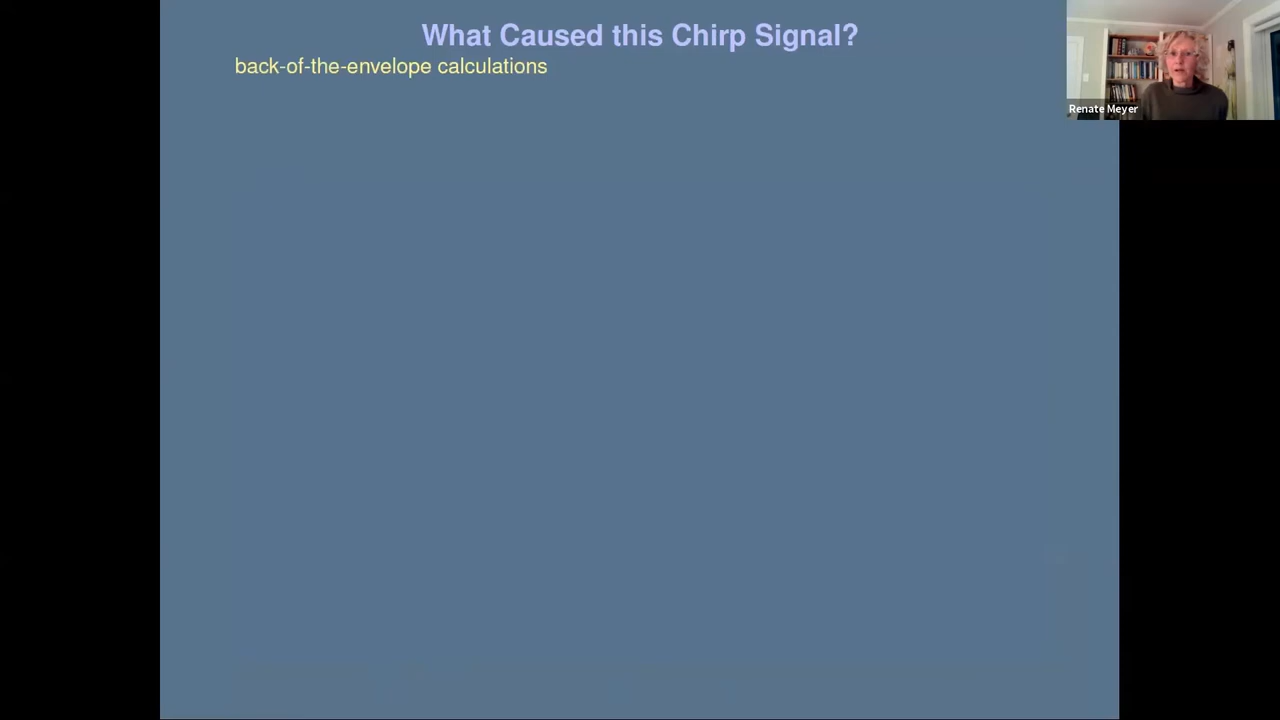 What Caused this Chirp Signal?
back-of-the-envelope calculations
Renate Meyer